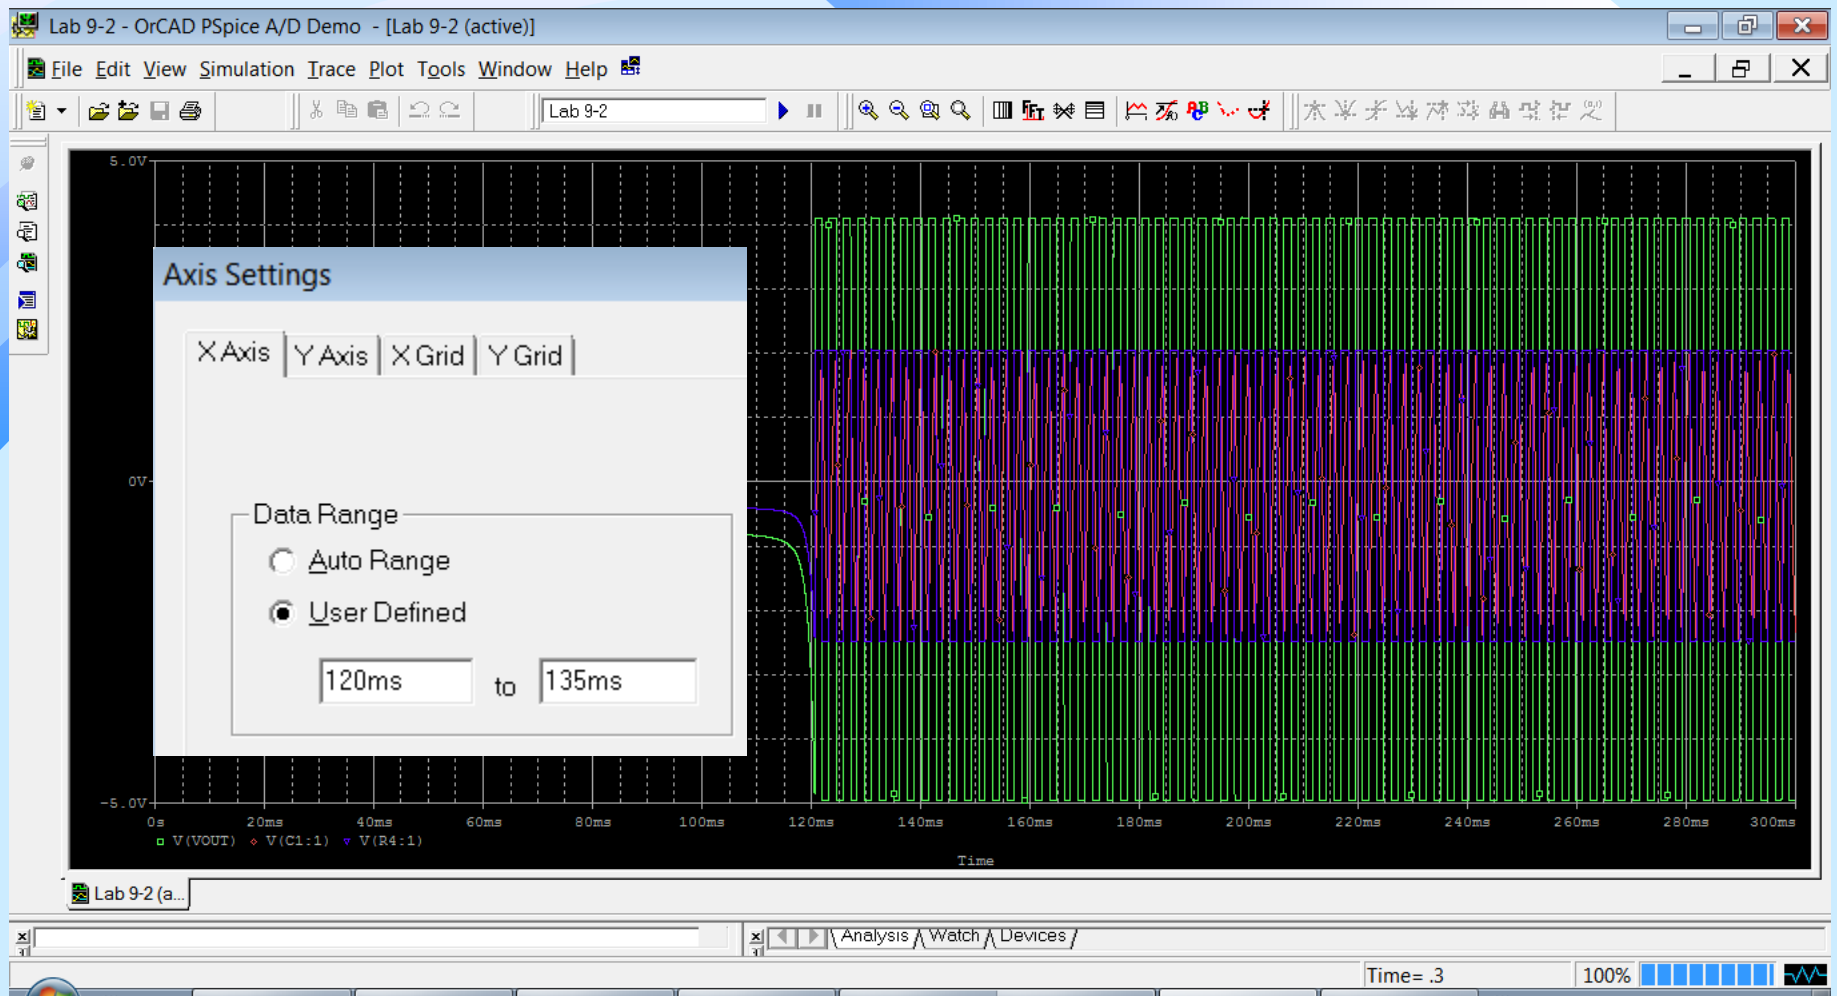 Lab 9-2 - OrCAD PSpice A/D Demo - [Lab 9-2 (active)]
File Edit View Simulation Trace Plot Tools Window Help
Lab 9-2
5.0V
0V
-5.0V
Axis Settings
X Axis Y Axis X Grid Y Grid
Data Range
Auto Range
User Defined
120ms to 135ms
0s 20ms 40ms 60ms 80ms 100ms 120ms 140ms 160ms 180ms 200ms 220ms 240ms 260ms 280ms 300ms
V(VOUT) V(C1:1) V(R4:1)
Time
Lab 9-2 (a...
Analysis Watch Devices
Time= .3 100%